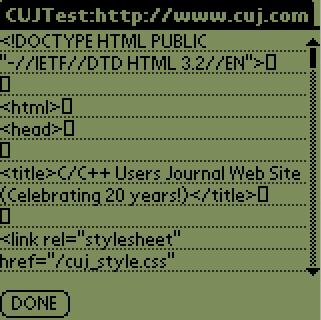 CUJTest:http://www.cuj.com
<!DOCTYPE HTML PUBLIC
"-//IETF//DTD HTML 3.2//EN">▯
▯
<html>▯
<head>▯
▯
<title>C/C++ Users Journal Web Site
(Celebrating 20 years!)</title>▯
▯
<link rel="stylesheet"
href="/cuj_style.css"
DONE